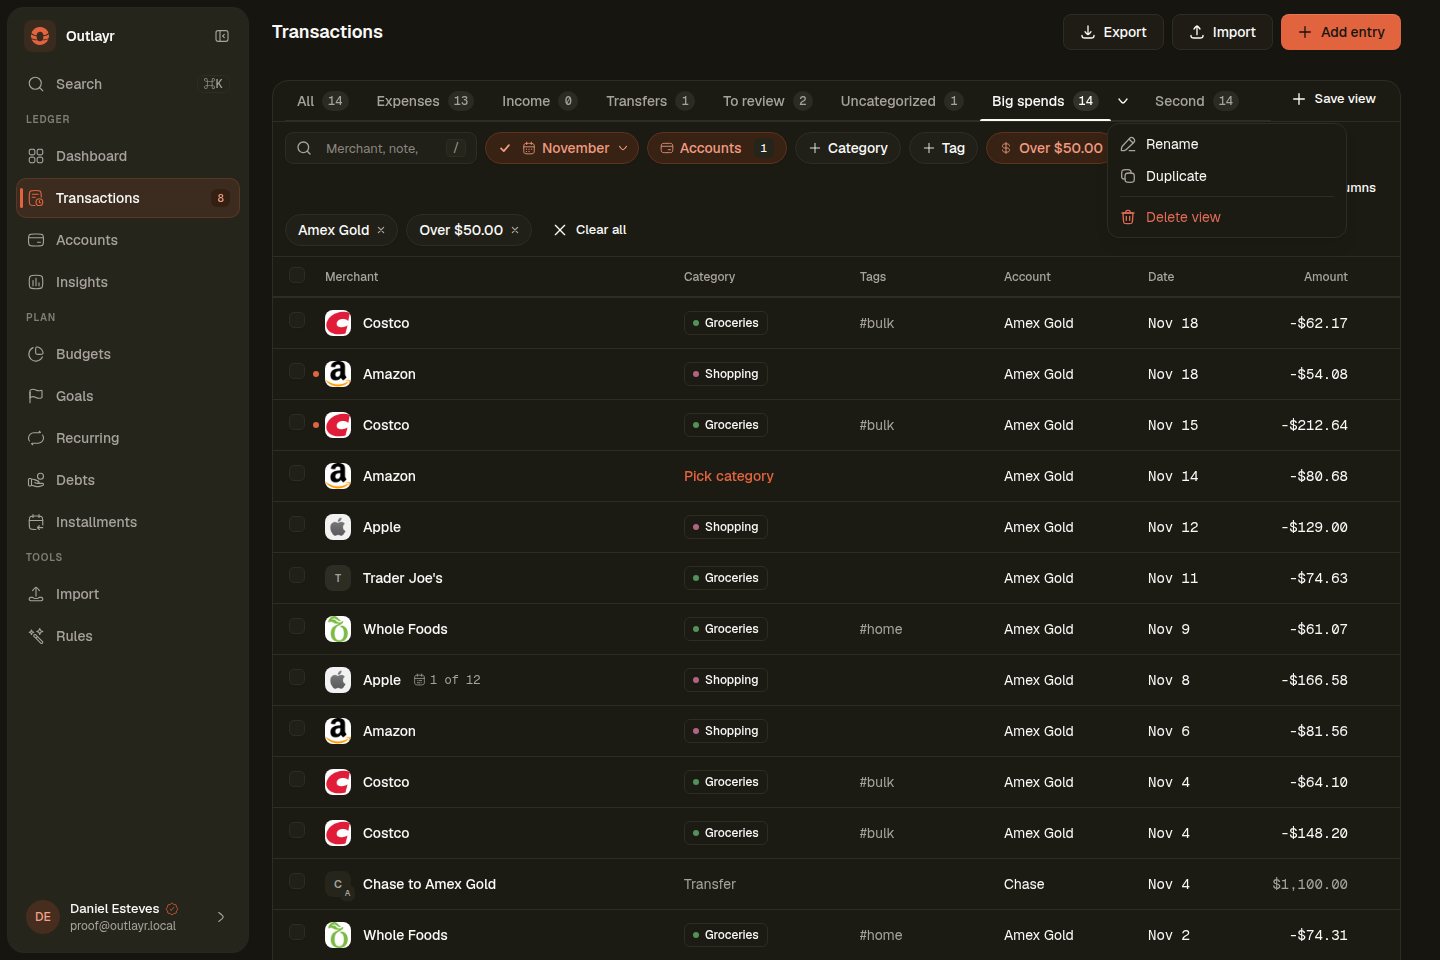 Outlayr
Search ⌘K
LEDGER
Dashboard
Transactions 8
Accounts
Insights
PLAN
Budgets
Goals
Recurring
Debts
Installments
TOOLS
Import
Rules
DE Daniel Esteves
proof@outlayr.local
Transactions
Export Import Add entry
All 14 Expenses 13 Income 0 Transfers 1 To review 2 Uncategorized 1 Big spends 14 Second 14 Save view
Merchant, note, / November Accounts 1 Category Tag $ Over $50.00
Rename
Duplicate
Delete view
Amex Gold × Over $50.00 × Clear all
Merchant Category Tags Account Date Amount
Costco Groceries #bulk Amex Gold Nov 18 -$62.17
Amazon Shopping Amex Gold Nov 18 -$54.08
Costco Groceries #bulk Amex Gold Nov 15 -$212.64
Amazon Pick category Amex Gold Nov 14 -$80.68
Apple Shopping Amex Gold Nov 12 -$129.00
T Trader Joe's Groceries Amex Gold Nov 11 -$74.63
Whole Foods Groceries #home Amex Gold Nov 9 -$61.07
Apple 1 of 12 Shopping Amex Gold Nov 8 -$166.58
Amazon Shopping Amex Gold Nov 6 -$81.56
Costco Groceries #bulk Amex Gold Nov 4 -$64.10
Costco Groceries #bulk Amex Gold Nov 4 -$148.20
C A Chase to Amex Gold Transfer Chase Nov 4 $1,100.00
Whole Foods Groceries #home Amex Gold Nov 2 -$74.31